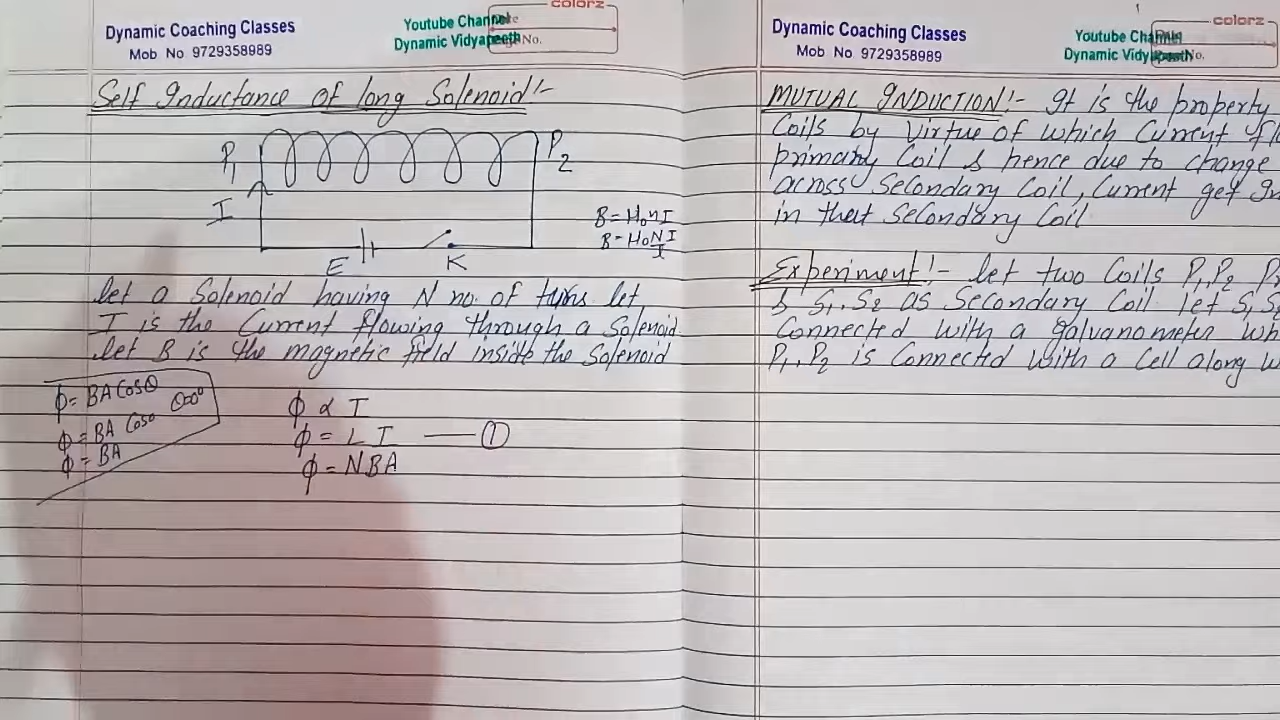 Dynamic Coaching Classes
Mob No 9729358989
Youtube Channel
Dynamic Vidyapeeth
No.
colorz
Self Inductance Of long Solenoid :-
P1
P2
I
E
K
B = μ0nI
B = μ0NI
l
let a Solenoid having N no. of turns let
I is the Current flowing through a Solenoid
let B is the magnetic field inside the Solenoid
ϕ = BA Cosθ
θ=0°
ϕ = BA Cos0
ϕ = BA
ϕ ∝ I
ϕ = LI —— ①
ϕ = NBA
Dynamic Coaching Classes
Mob No 9729358989
Youtube Channel
Dynamic Vidyapeeth
No.
colorz
MUTUAL INDUCTION :- It is the property
Coils by Virtue of which Current
primary Coil & hence due to change
across Secondary Coil, Current get
in that Secondary Coil
Experiment :- let two Coils P1,P2
& S1,S2 as Secondary Coil let S1
Connected with a galvanometer
P1,P2 is Connected with a Cell along